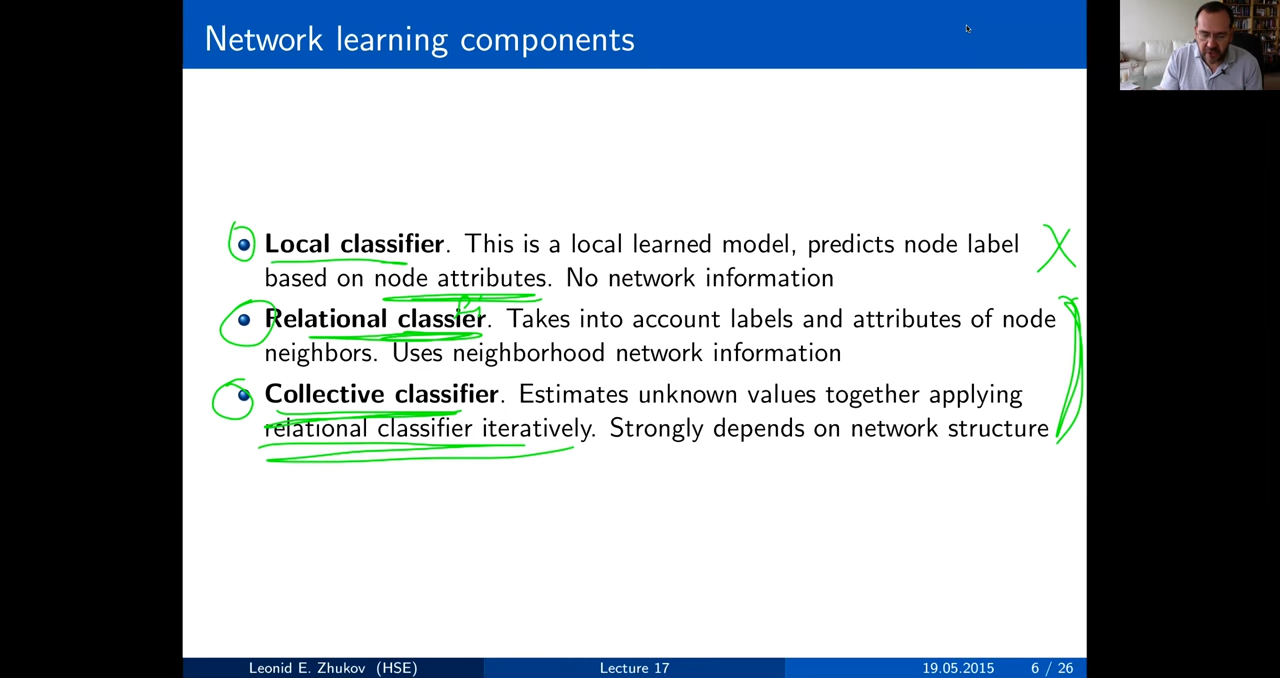 Network learning components
Local classifier. This is a local learned model, predicts node label
based on node attributes. No network information
Relational classier. Takes into account labels and attributes of node
neighbors. Uses neighborhood network information
Collective classifier. Estimates unknown values together applying
relational classifier iteratively. Strongly depends on network structure
Leonid E. Zhukov (HSE) Lecture 17 19.05.2015 6 / 26